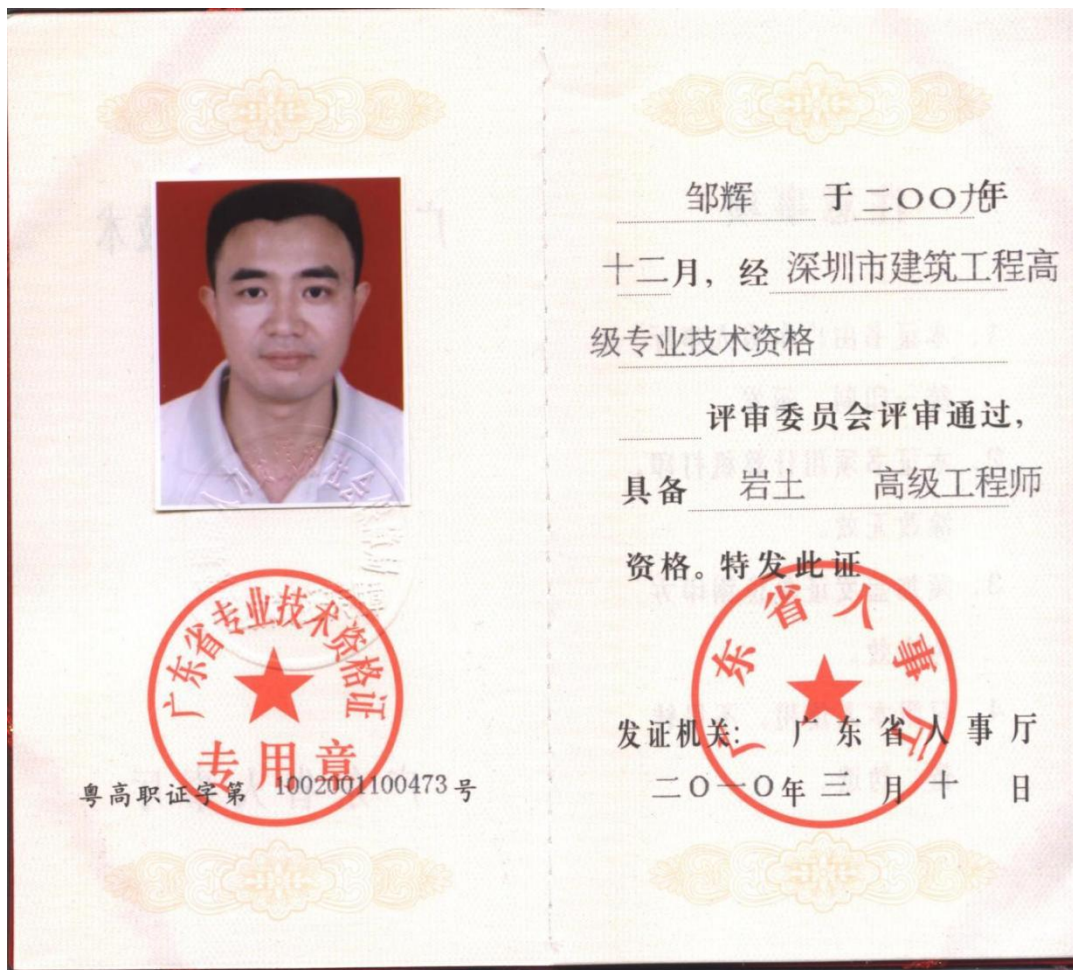 广东省专业技术资格证
专用章
粤高职证字第 1002001100473 号
邹辉 于二〇〇九年
十二月，经 深圳市建筑工程高
级专业技术资格
评审委员会评审通过，
具备 岩土 高级工程师
资格。特发此证
广东省人事厅
发证机关: 广东省人事厅
二〇一〇年 三 月 十 日